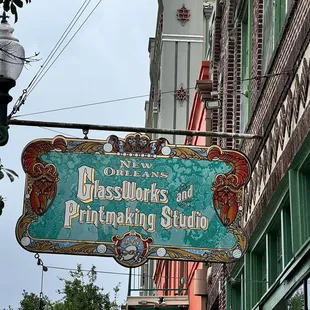 New
Orleans
GlassWorks and
Printmaking Studio